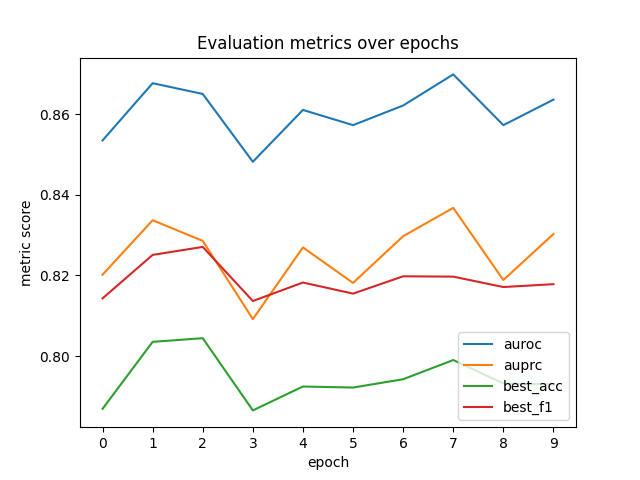 Evaluation metrics over epochs
metric score
0.86
0.84
0.82
0.80
auroc
auprc
best_acc
best_f1
0 1 2 3 4 5 6 7 8 9
epoch